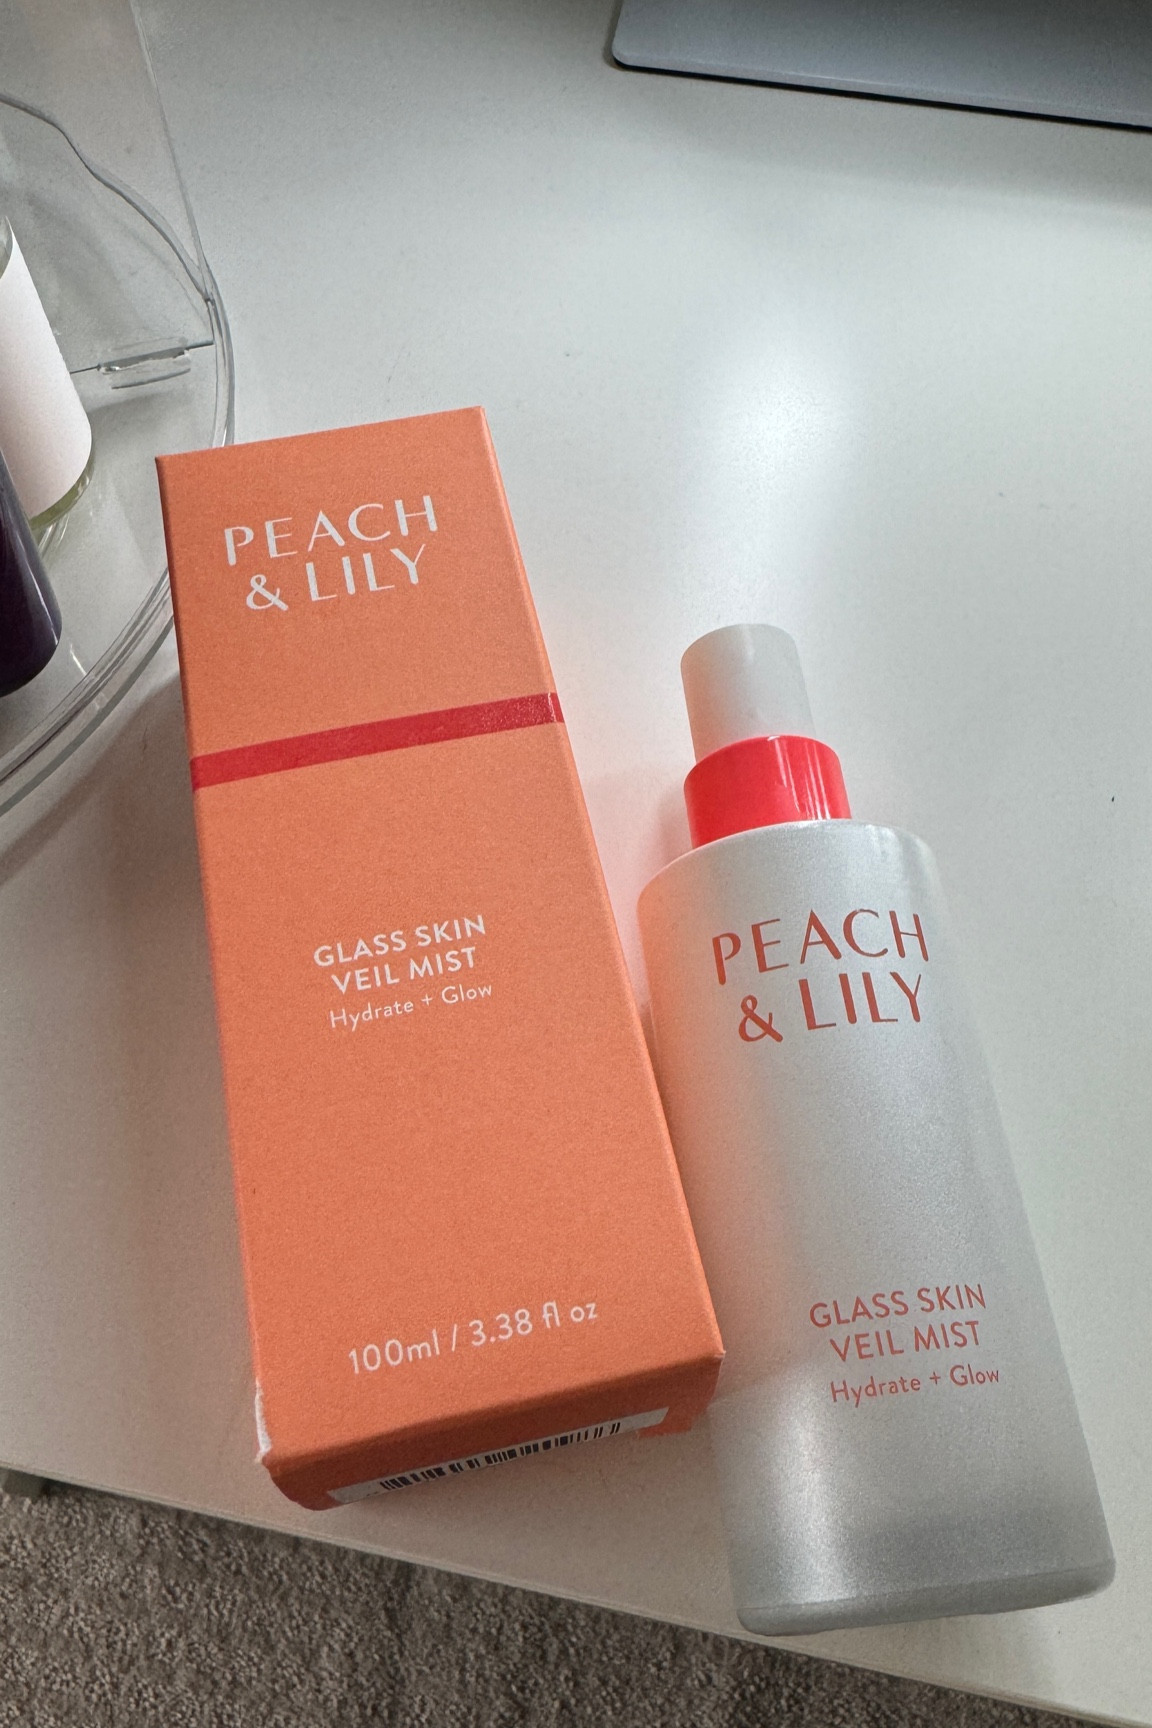 PEACH
& LILY
GLASS SKIN
VEIL MIST
Hydrate + Glow
100ml / 3.38 fl oz
PEACH
& LILY
GLASS SKIN
VEIL MIST
Hydrate + Glow